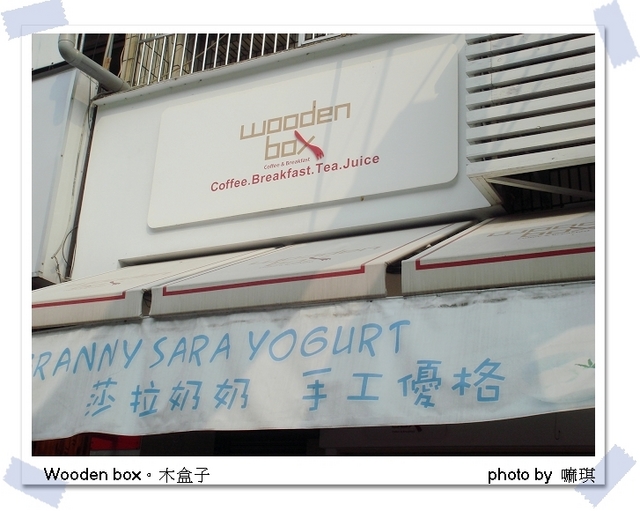 wooden
box
Coffee & Breakfast
Coffee.Breakfast.Tea.Juice
GRANNY SARA YOGURT
莎拉奶奶 手工優格
Wooden box。木盒子
photo by 嘛琪